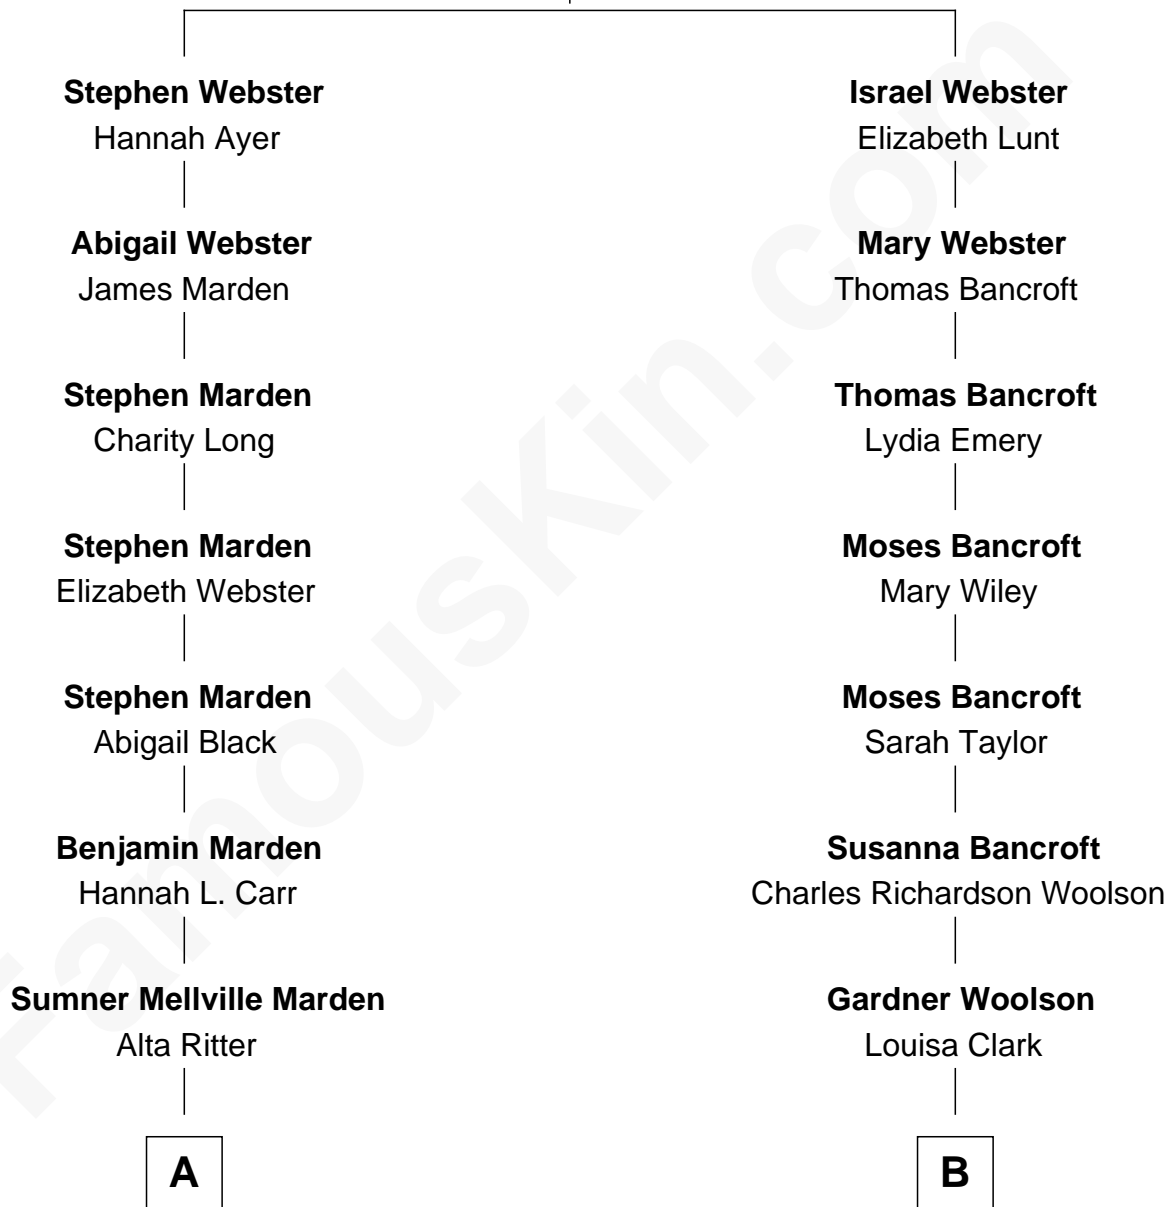 Stephen Webster
Hannah Ayer
Israel Webster
Elizabeth Lunt
Abigail Webster
James Marden
Mary Webster
Thomas Bancroft
Stephen Marden
Charity Long
Thomas Bancroft
Lydia Emery
Stephen Marden
Elizabeth Webster
Moses Bancroft
Mary Wiley
Stephen Marden
Abigail Black
Moses Bancroft
Sarah Taylor
Benjamin Marden
Hannah L. Carr
Susanna Bancroft
Charles Richardson Woolson
Sumner Mellville Marden
Alta Ritter
Gardner Woolson
Louisa Clark
A
B
FamousKin.com